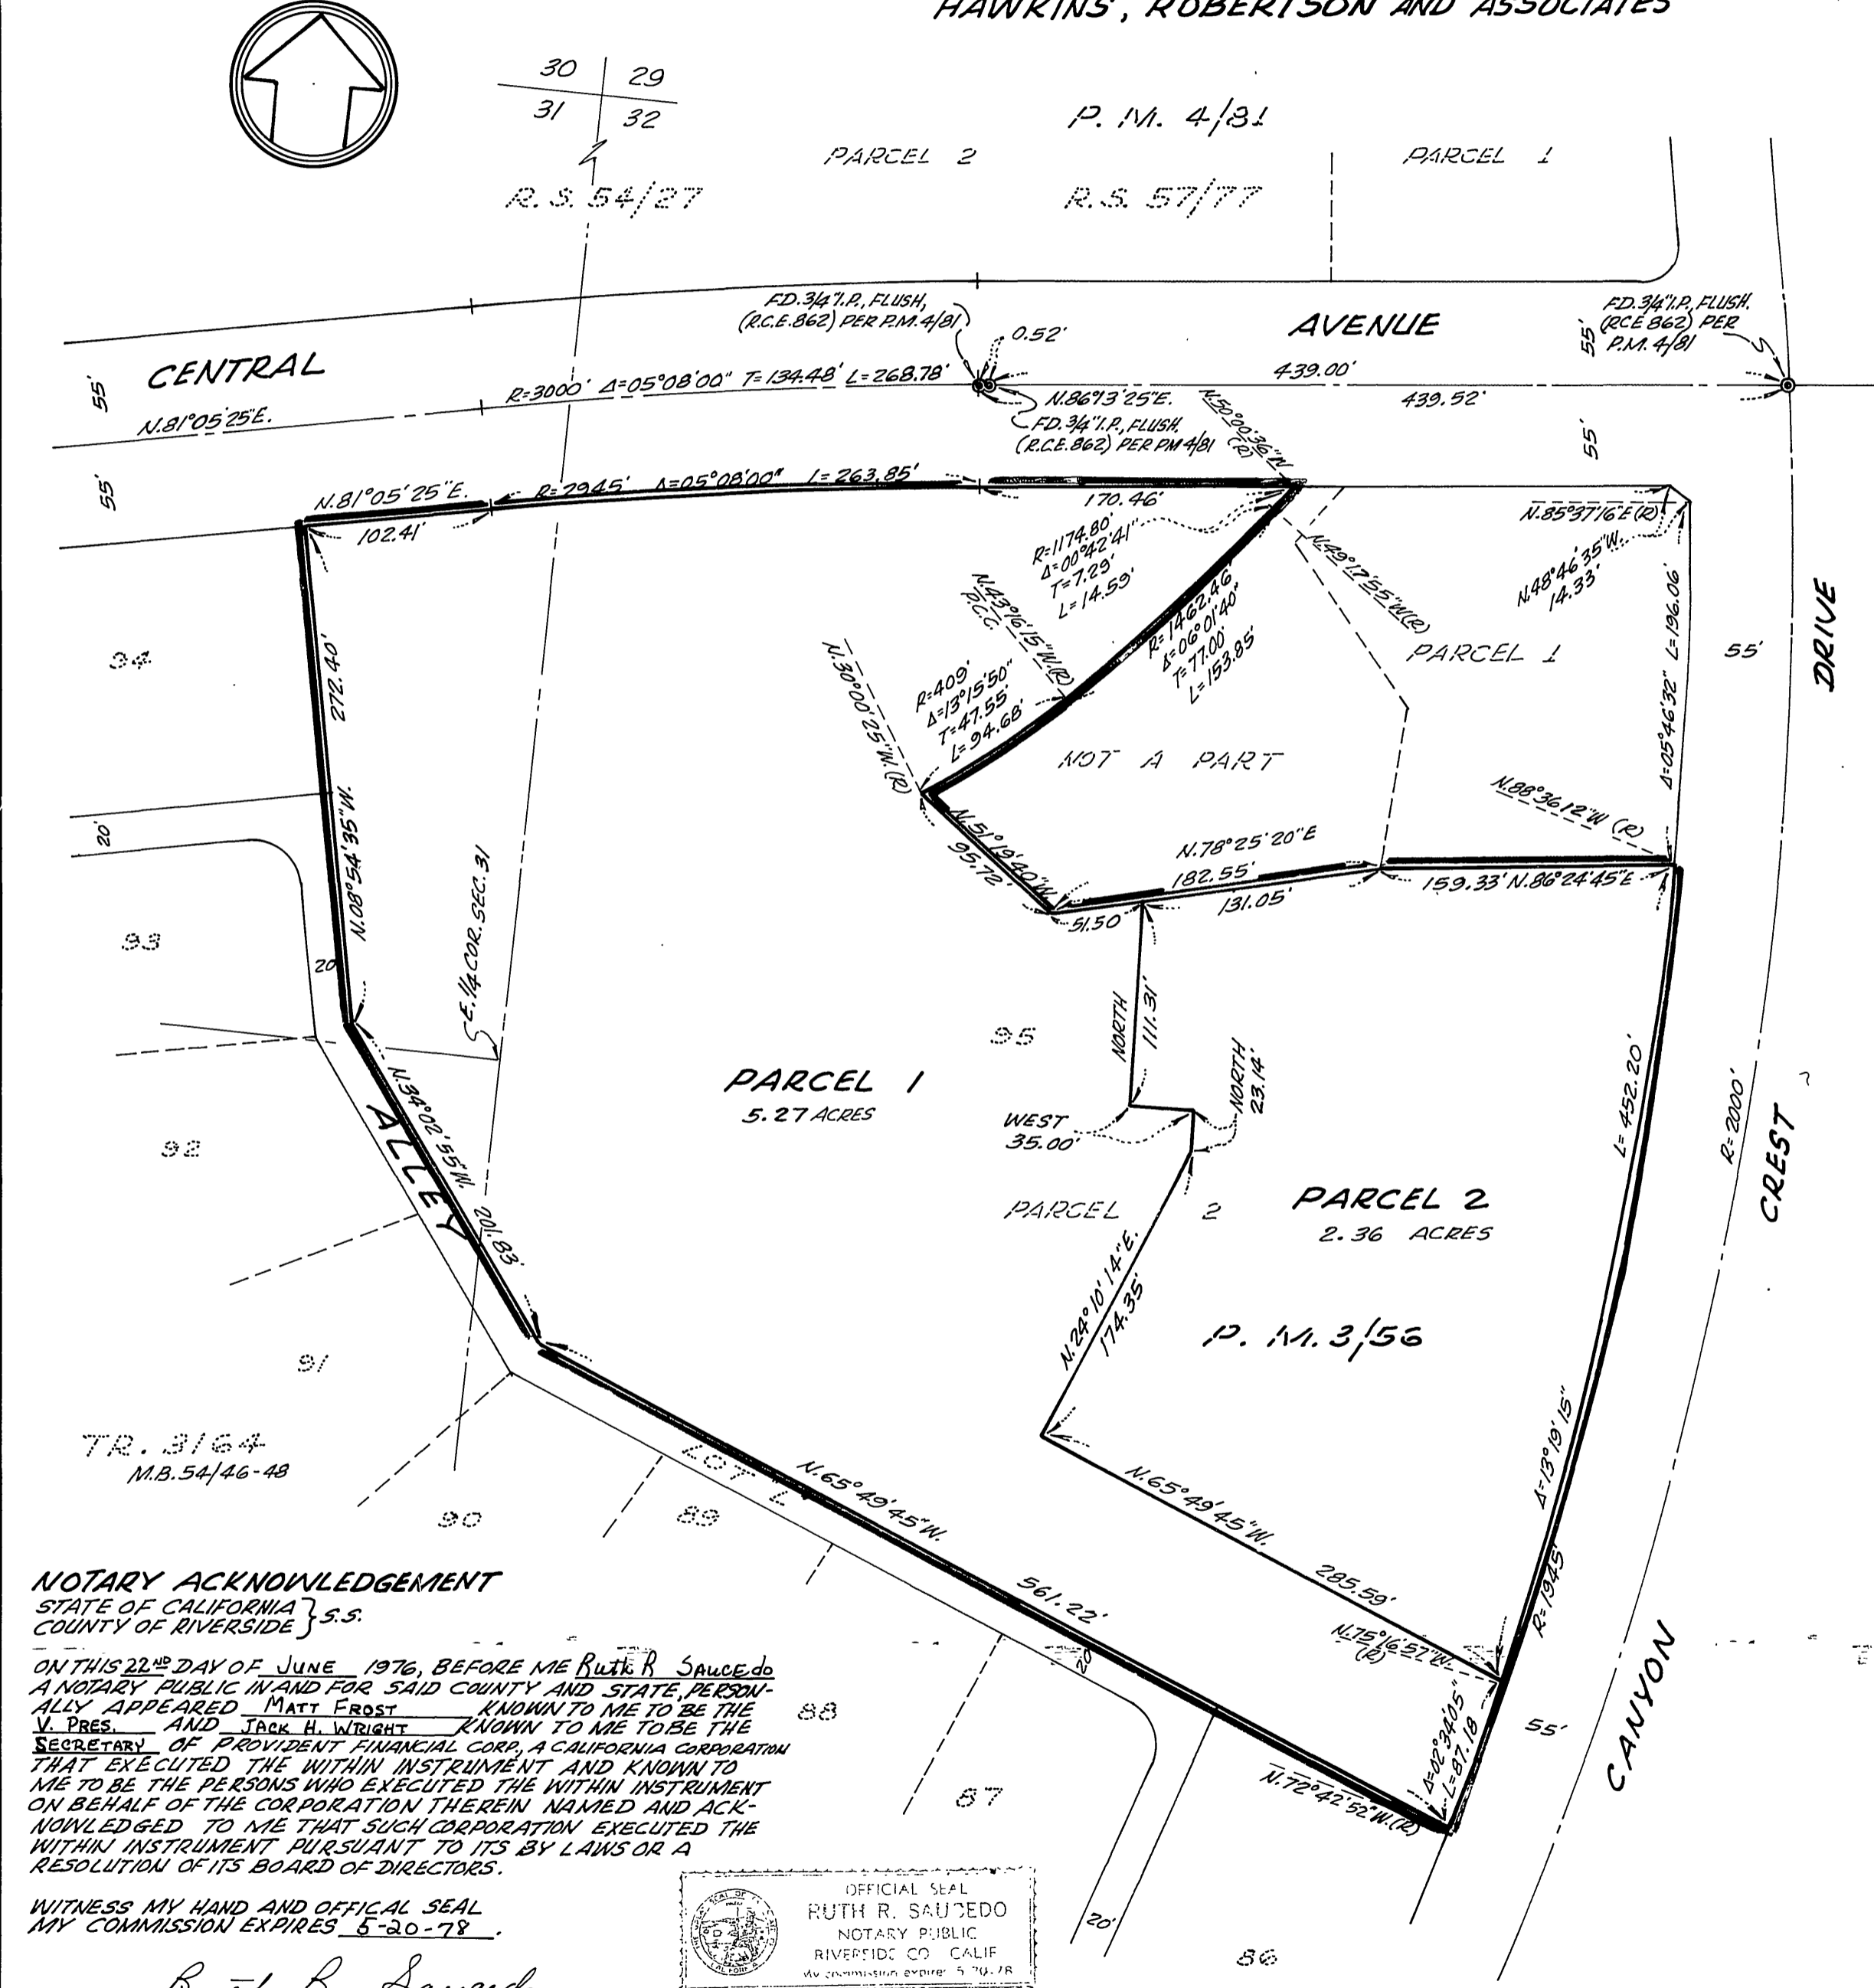 HAWKINS, ROBERTSON AND ASSOCIATES
30 29
31 32
P. M. 4/81
PARCEL 2
PARCEL 1
R. S. 54/27
R.S. 57/77
FD. 3/4" I.P., FLUSH,
(R.C.E. 862) PER P.M. 4/81
0.52'
AVENUE
55'
FD. 3/4" I.P., FLUSH.
(RCE 862) PER
P.M. 4/81
CENTRAL
55'
R=3000' Δ=05°08'00" T=134.48' L=268.78'
439.00'
439.52'
N.86°13'25"E.
N.81°05'25"E.
FD. 3/4" I.P., FLUSH.
(R.C.E. 862) PER PM 4/81
N.50°00'36"W
(R)
55'
55'
N.81°05'25"E.
102.41'
R=2945' Δ=05°08'00" L=263.85'
170.46'
N.85°37'16"E (R)
N.48°46'35"W.
14.33'
R=1174.80'
Δ=00°42'41"
T=7.29'
L=14.59'
N.49°17'55"W(R)
N.43°16'15"W.(R)
P.C.C.
R=1462.46'
Δ=06°01'40"
T=77.00'
L=153.85'
PARCEL 1
Δ=05°46'32" L=196.06'
55'
DRIVE
94
272.40'
N.08°54'35"W.
N.30°00'25"W.(R)
R=409'
Δ=13°15'50"
T=47.55'
L=94.68'
NOT A PART
N.88°36'12"W (R)
20'
N.51°19'40"W.
95.72'
N.78°25'20"E
182.55'
51.50
131.05'
159.33' N.86°24'45"E
93
20'
E. 1/4 COR. SEC. 31
95
NORTH
111.31'
NORTH
23.14'
WEST
35.00'
PARCEL 1
5.27 ACRES
L=452.20'
R=2000'
CREST
92
ALLEY
N.34°02'55"W.
201.83'
PARCEL 2
PARCEL 2
2.36 ACRES
N.24°10'14"E.
174.35'
P. M. 3/56
91
TR. 3164
M.B. 54/46-48
LOT L
N.65°49'45"W.
561.22'
N.65°49'45"W.
285.59'
Δ=13°19'15"
R=1945'
90
89
N.75°16'57"W.
(R)
20'
88
Δ=02°34'05"
L=87.18
55'
CANYON
87
N.72°42'52"W.(R)
20'
86
NOTARY ACKNOWLEDGEMENT
STATE OF CALIFORNIA } S.S.
COUNTY OF RIVERSIDE
ON THIS 22ND DAY OF JUNE 1976, BEFORE ME Ruth R Saucedo
A NOTARY PUBLIC IN AND FOR SAID COUNTY AND STATE, PERSON-
ALLY APPEARED MATT FROST KNOWN TO ME TO BE THE
V. PRES. AND JACK H. WRIGHT KNOWN TO ME TO BE THE
SECRETARY OF PROVIDENT FINANCIAL CORP., A CALIFORNIA CORPORATION
THAT EXECUTED THE WITHIN INSTRUMENT AND KNOWN TO
ME TO BE THE PERSONS WHO EXECUTED THE WITHIN INSTRUMENT
ON BEHALF OF THE CORPORATION THEREIN NAMED AND ACK-
NOWLEDGED TO ME THAT SUCH CORPORATION EXECUTED THE
WITHIN INSTRUMENT PURSUANT TO ITS BY LAWS OR A
RESOLUTION OF ITS BOARD OF DIRECTORS.
WITNESS MY HAND AND OFFICAL SEAL
MY COMMISSION EXPIRES 5-20-78.
OFFICIAL SEAL
RUTH R. SAUCEDO
NOTARY PUBLIC
RIVERSIDE CO CALIF
My commission expires 5-20-78